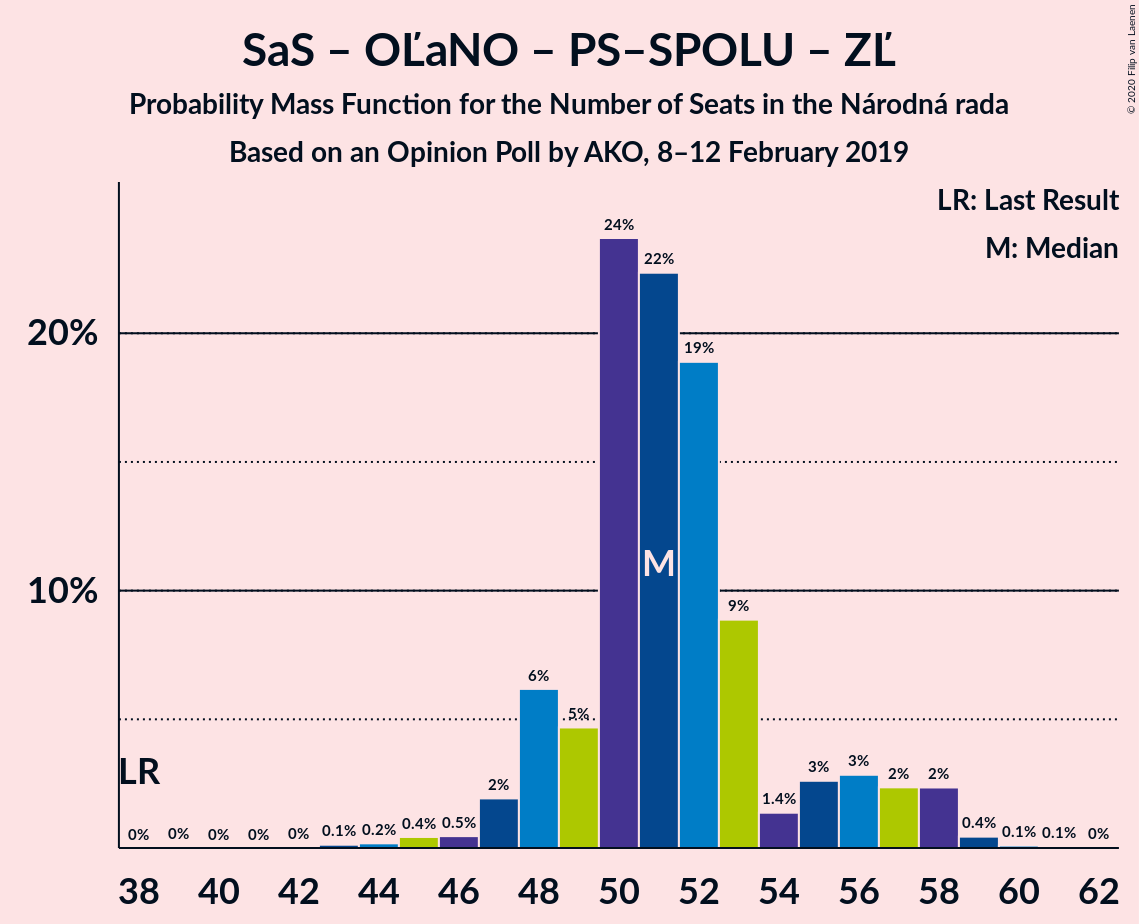 SaS – OĽaNO – PS–SPOLU – ZĽ
Probability Mass Function for the Number of Seats in the Národná rada
Based on an Opinion Poll by AKO, 8–12 February 2019
© 2020 Filip van Laenen
LR: Last Result
M: Median
20%
10%
LR
M
0% 0% 0% 0% 0% 0.1% 0.2% 0.4% 0.5% 2% 6% 5% 24% 22% 19% 9% 1.4% 3% 3% 2% 2% 0.4% 0.1% 0.1% 0%
38 40 42 44 46 48 50 52 54 56 58 60 62